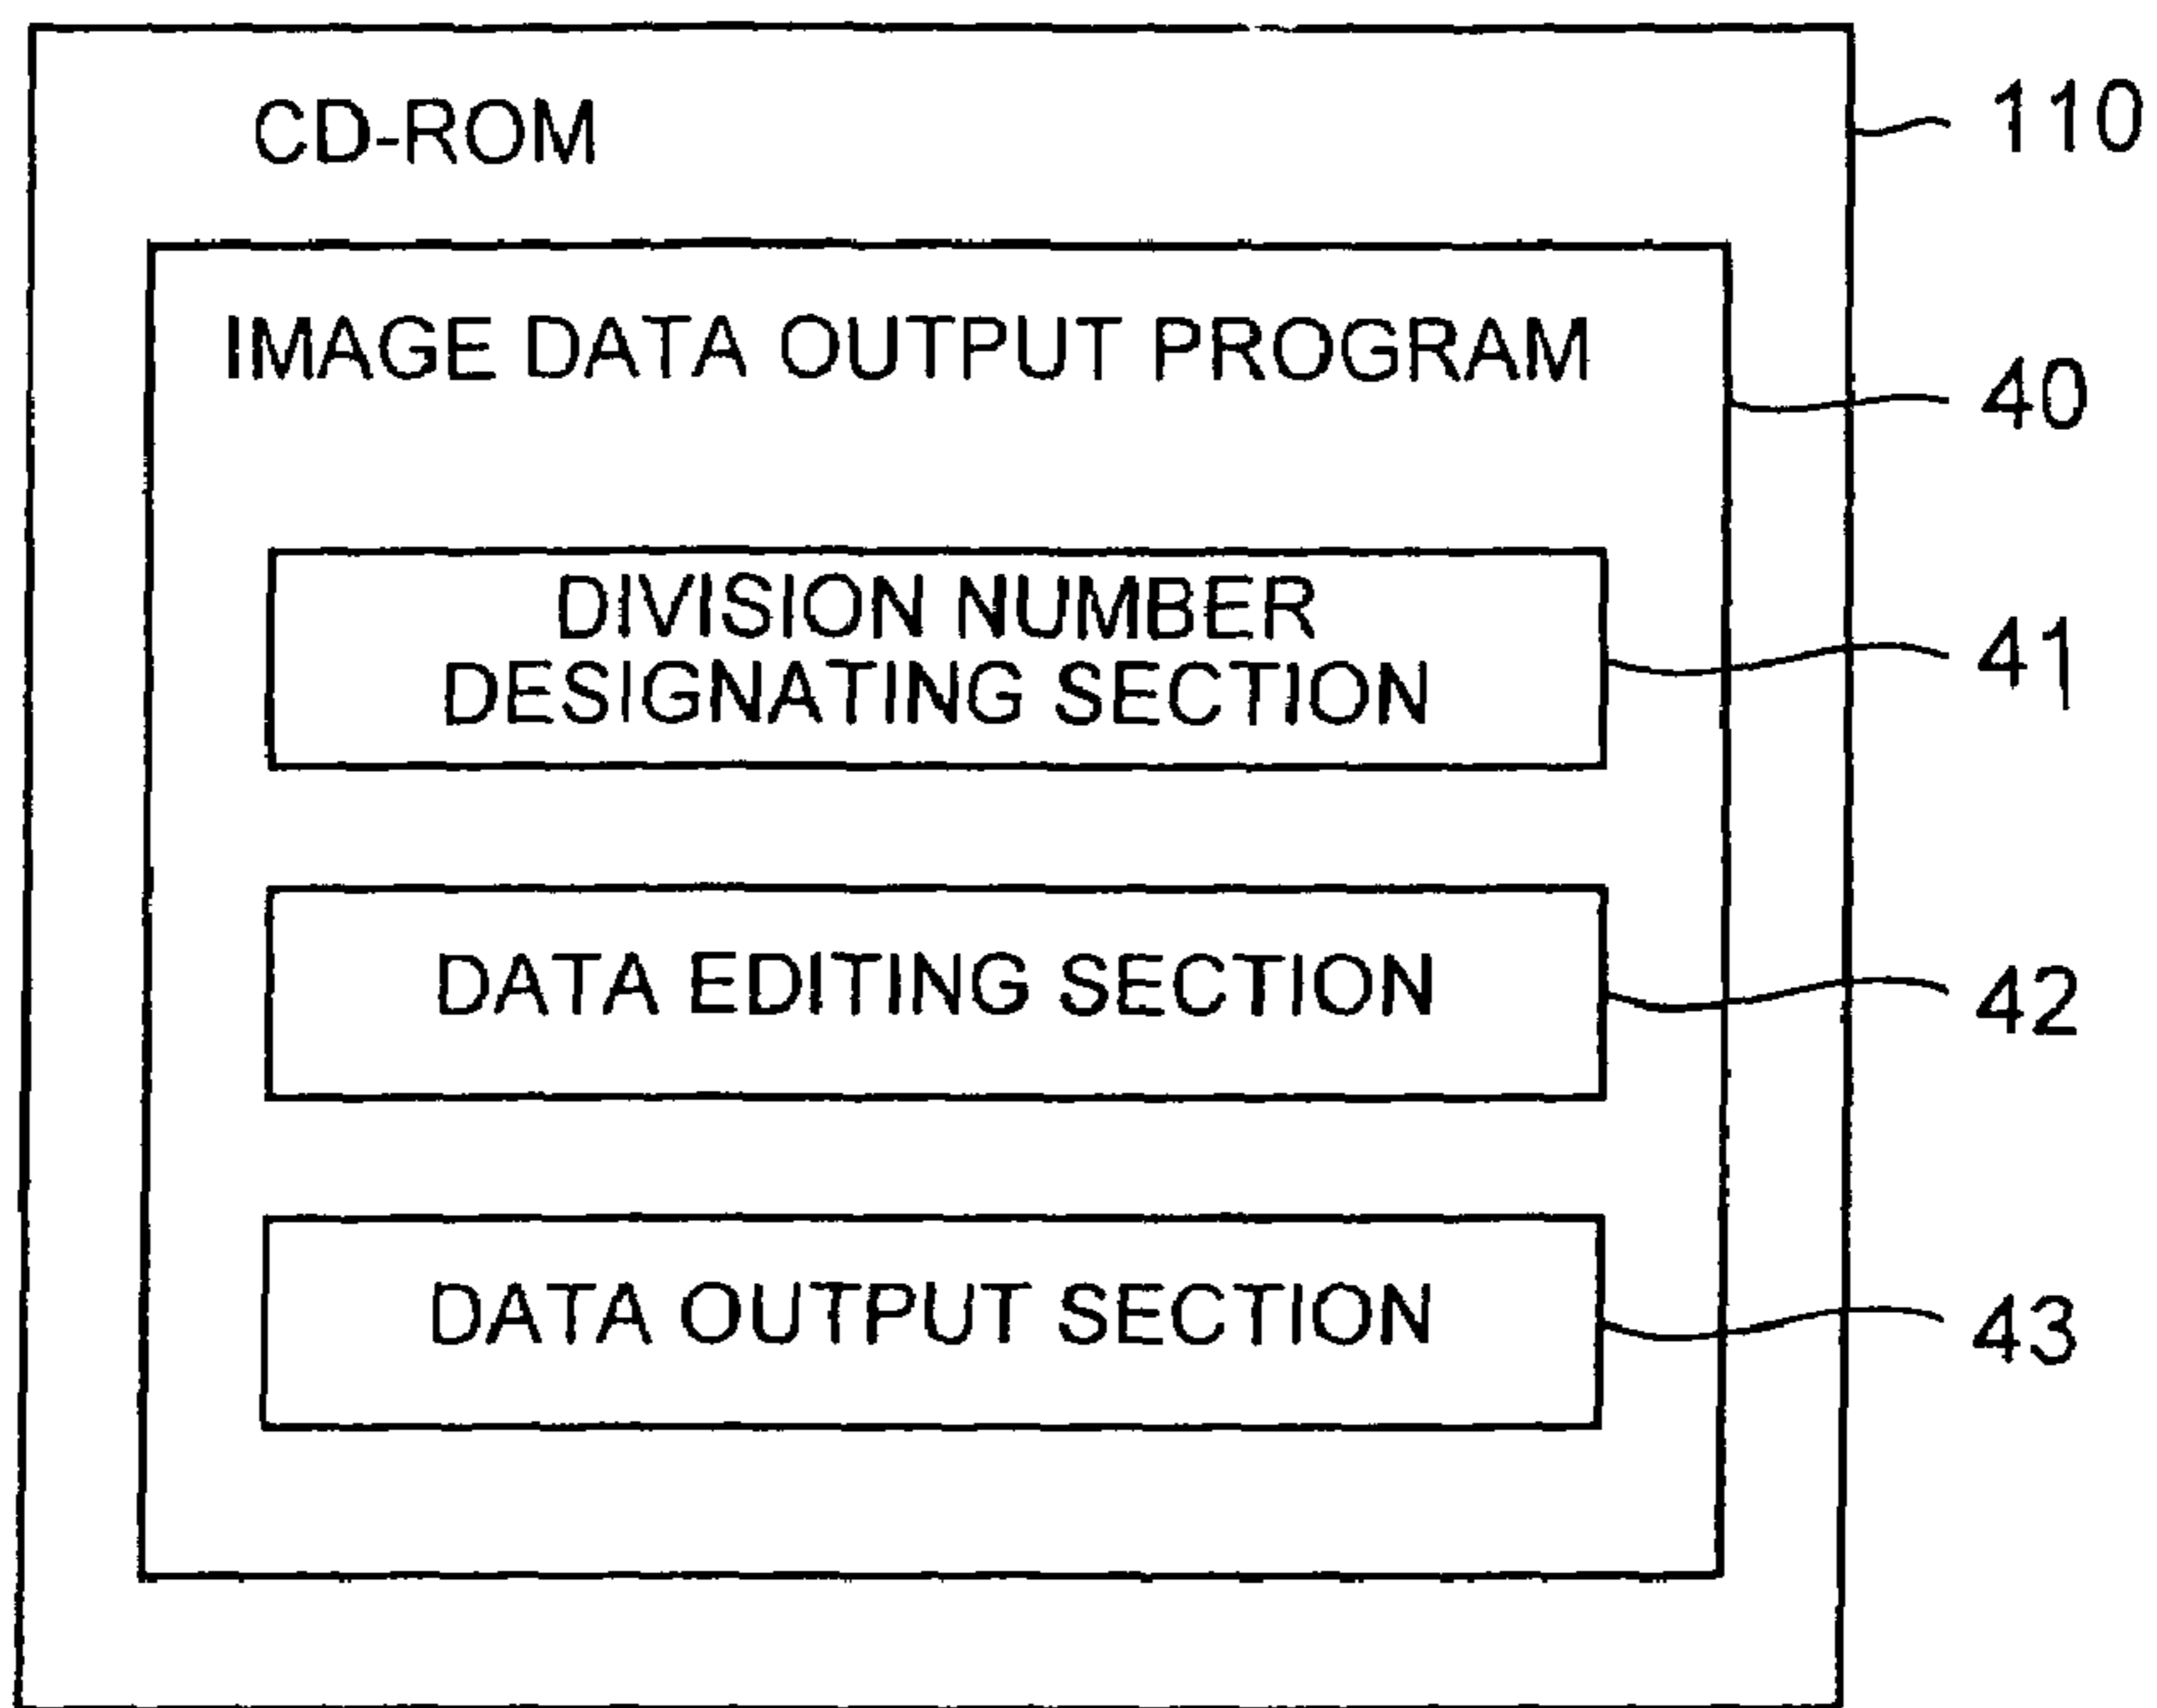 CD-ROM
110
IMAGE DATA OUTPUT PROGRAM
40
DIVISION NUMBER
DESIGNATING SECTION
41
DATA EDITING SECTION
42
DATA OUTPUT SECTION
43